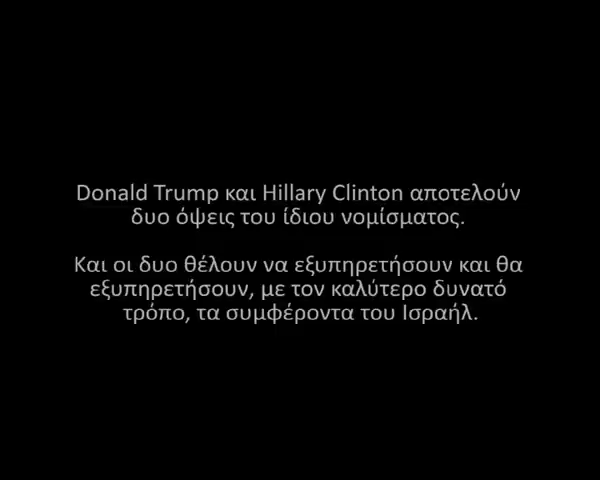 Donald Trump και Hillary Clinton αποτελούν
δυο όψεις του ίδιου νομίσματος.
Και οι δυο θέλουν να εξυπηρετήσουν και θα
εξυπηρετήσουν, με τον καλύτερο δυνατό
τρόπο, τα συμφέροντα του Ισραήλ.